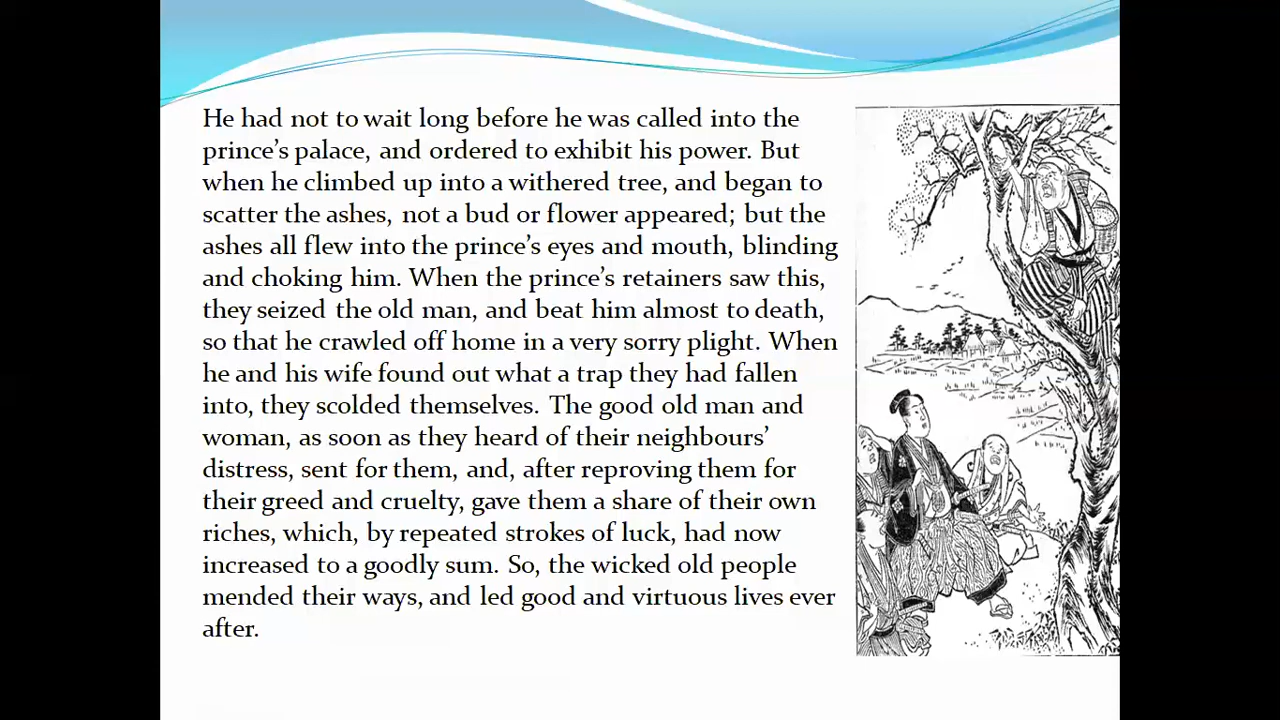 He had not to wait long before he was called into the
prince’s palace, and ordered to exhibit his power. But
when he climbed up into a withered tree, and began to
scatter the ashes, not a bud or flower appeared; but the
ashes all flew into the prince’s eyes and mouth, blinding
and choking him. When the prince’s retainers saw this,
they seized the old man, and beat him almost to death,
so that he crawled off home in a very sorry plight. When
he and his wife found out what a trap they had fallen
into, they scolded themselves. The good old man and
woman, as soon as they heard of their neighbours’
distress, sent for them, and, after reproving them for
their greed and cruelty, gave them a share of their own
riches, which, by repeated strokes of luck, had now
increased to a goodly sum. So, the wicked old people
mended their ways, and led good and virtuous lives ever
after.